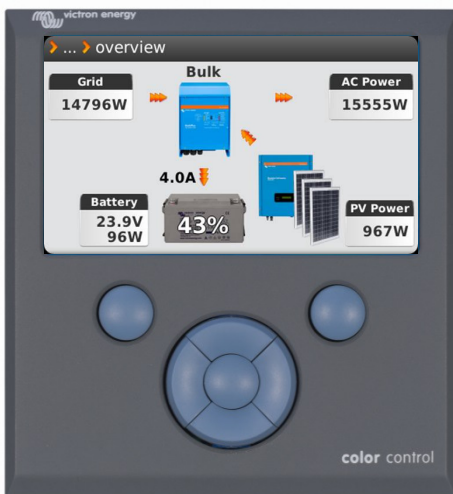 victron energy
> ... > overview
Grid
14796W
Bulk
AC Power
15555W
4.0A
Battery
23.9V
96W
43%
PV Power
967W
color control